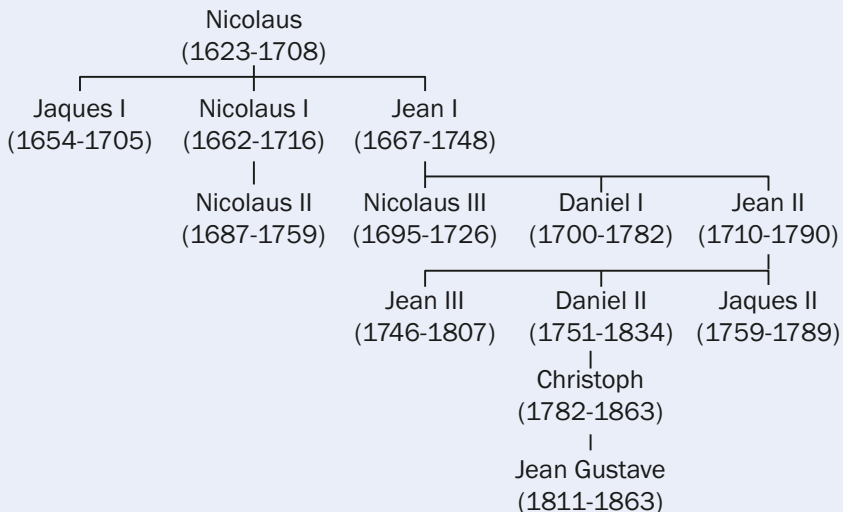 Nicolaus
(1623-1708)
Jaques I Nicolaus I Jean I
(1654-1705) (1662-1716) (1667-1748)
Nicolaus II Nicolaus III Daniel I Jean II
(1687-1759) (1695-1726) (1700-1782) (1710-1790)
Jean III Daniel II Jaques II
(1746-1807) (1751-1834) (1759-1789)
Christoph
(1782-1863)
Jean Gustave
(1811-1863)